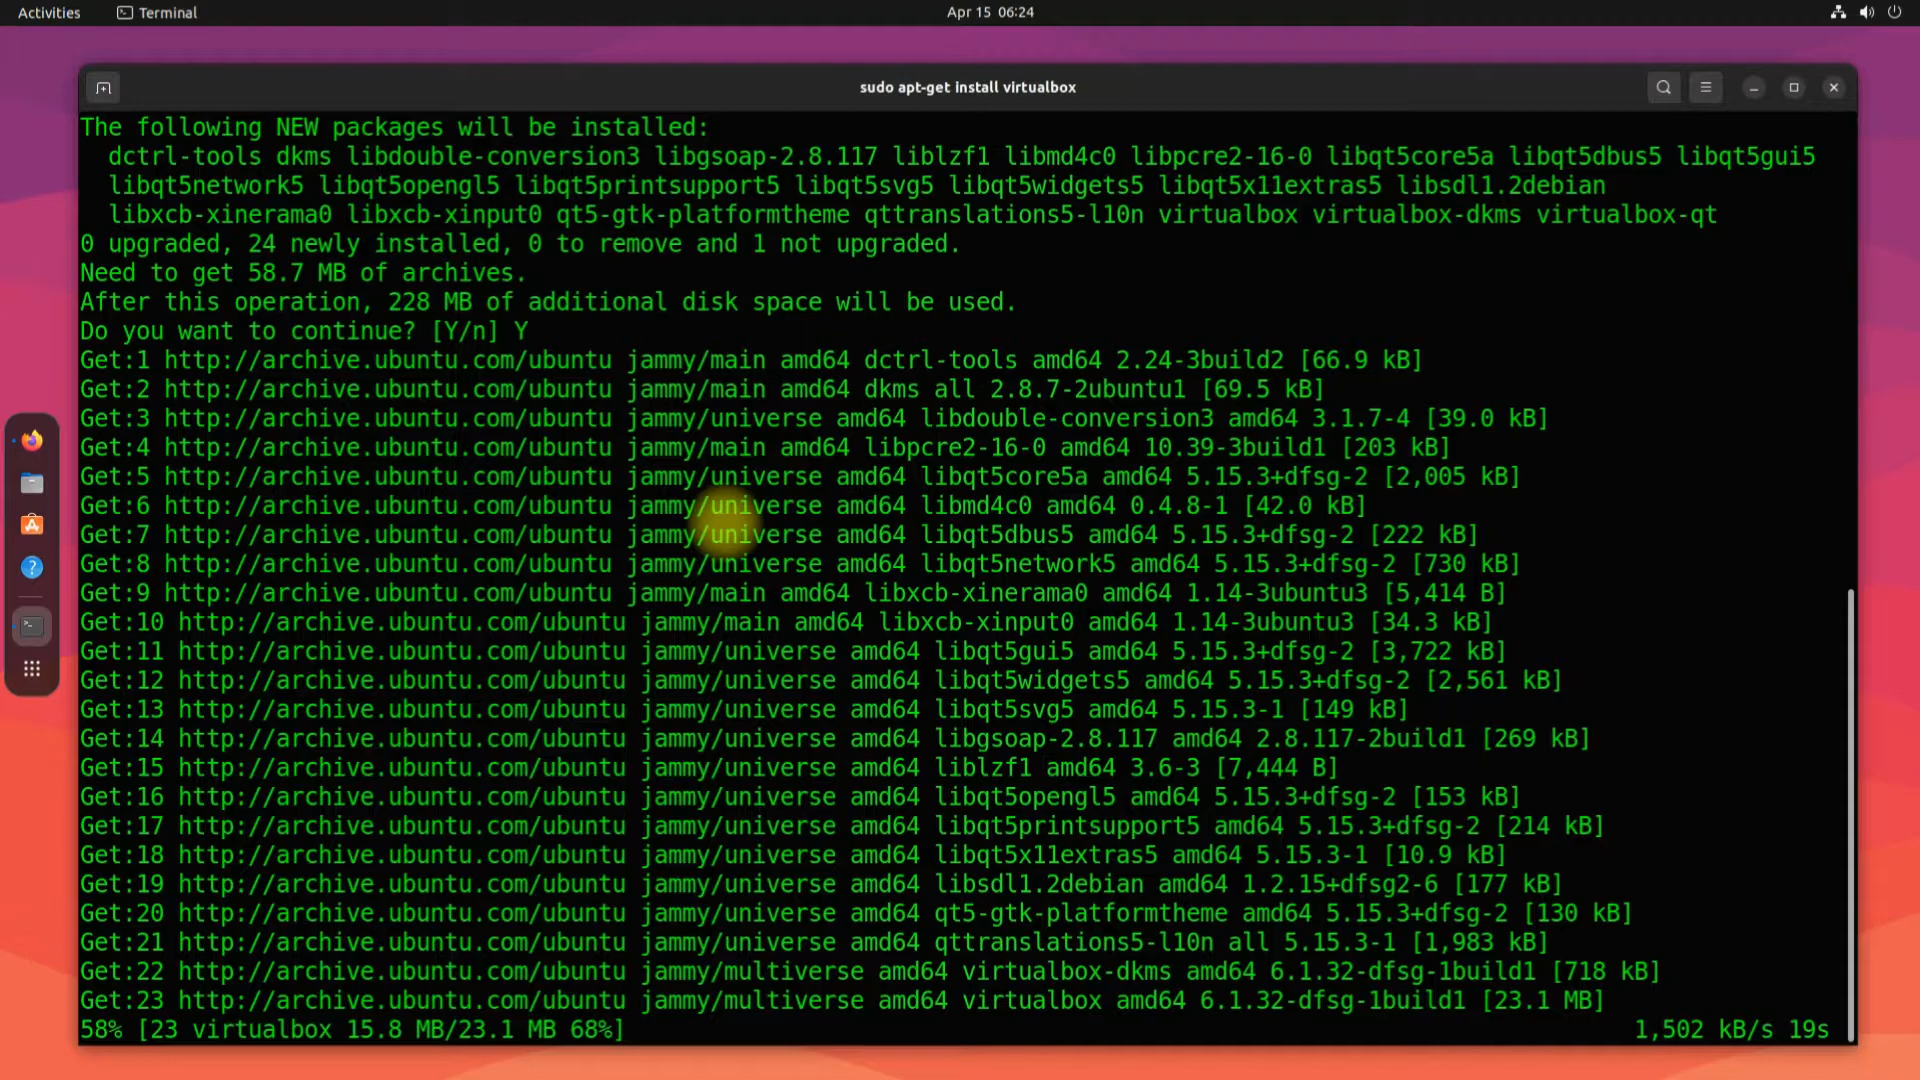 Activities Terminal Apr 15 06:24
sudo apt-get install virtualbox
The following NEW packages will be installed:
  dctrl-tools dkms libdouble-conversion3 libgsoap-2.8.117 liblzf1 libmd4c0 libpcre2-16-0 libqt5core5a libqt5dbus5 libqt5gui5
  libqt5network5 libqt5opengl5 libqt5printsupport5 libqt5svg5 libqt5widgets5 libqt5x11extras5 libsdl1.2debian
  libxcb-xinerama0 libxcb-xinput0 qt5-gtk-platformtheme qttranslations5-l10n virtualbox virtualbox-dkms virtualbox-qt
0 upgraded, 24 newly installed, 0 to remove and 1 not upgraded.
Need to get 58.7 MB of archives.
After this operation, 228 MB of additional disk space will be used.
Do you want to continue? [Y/n] Y
Get:1 http://archive.ubuntu.com/ubuntu jammy/main amd64 dctrl-tools amd64 2.24-3build2 [66.9 kB]
Get:2 http://archive.ubuntu.com/ubuntu jammy/main amd64 dkms all 2.8.7-2ubuntu1 [69.5 kB]
Get:3 http://archive.ubuntu.com/ubuntu jammy/universe amd64 libdouble-conversion3 amd64 3.1.7-4 [39.0 kB]
Get:4 http://archive.ubuntu.com/ubuntu jammy/main amd64 libpcre2-16-0 amd64 10.39-3build1 [203 kB]
Get:5 http://archive.ubuntu.com/ubuntu jammy/universe amd64 libqt5core5a amd64 5.15.3+dfsg-2 [2,005 kB]
Get:6 http://archive.ubuntu.com/ubuntu jammy/universe amd64 libmd4c0 amd64 0.4.8-1 [42.0 kB]
Get:7 http://archive.ubuntu.com/ubuntu jammy/universe amd64 libqt5dbus5 amd64 5.15.3+dfsg-2 [222 kB]
Get:8 http://archive.ubuntu.com/ubuntu jammy/universe amd64 libqt5network5 amd64 5.15.3+dfsg-2 [730 kB]
Get:9 http://archive.ubuntu.com/ubuntu jammy/main amd64 libxcb-xinerama0 amd64 1.14-3ubuntu3 [5,414 B]
Get:10 http://archive.ubuntu.com/ubuntu jammy/main amd64 libxcb-xinput0 amd64 1.14-3ubuntu3 [34.3 kB]
Get:11 http://archive.ubuntu.com/ubuntu jammy/universe amd64 libqt5gui5 amd64 5.15.3+dfsg-2 [3,722 kB]
Get:12 http://archive.ubuntu.com/ubuntu jammy/universe amd64 libqt5widgets5 amd64 5.15.3+dfsg-2 [2,561 kB]
Get:13 http://archive.ubuntu.com/ubuntu jammy/universe amd64 libqt5svg5 amd64 5.15.3-1 [149 kB]
Get:14 http://archive.ubuntu.com/ubuntu jammy/universe amd64 libgsoap-2.8.117 amd64 2.8.117-2build1 [269 kB]
Get:15 http://archive.ubuntu.com/ubuntu jammy/universe amd64 liblzf1 amd64 3.6-3 [7,444 B]
Get:16 http://archive.ubuntu.com/ubuntu jammy/universe amd64 libqt5opengl5 amd64 5.15.3+dfsg-2 [153 kB]
Get:17 http://archive.ubuntu.com/ubuntu jammy/universe amd64 libqt5printsupport5 amd64 5.15.3+dfsg-2 [214 kB]
Get:18 http://archive.ubuntu.com/ubuntu jammy/universe amd64 libqt5x11extras5 amd64 5.15.3-1 [10.9 kB]
Get:19 http://archive.ubuntu.com/ubuntu jammy/universe amd64 libsdl1.2debian amd64 1.2.15+dfsg2-6 [177 kB]
Get:20 http://archive.ubuntu.com/ubuntu jammy/universe amd64 qt5-gtk-platformtheme amd64 5.15.3+dfsg-2 [130 kB]
Get:21 http://archive.ubuntu.com/ubuntu jammy/universe amd64 qttranslations5-l10n all 5.15.3-1 [1,983 kB]
Get:22 http://archive.ubuntu.com/ubuntu jammy/multiverse amd64 virtualbox-dkms amd64 6.1.32-dfsg-1build1 [718 kB]
Get:23 http://archive.ubuntu.com/ubuntu jammy/multiverse amd64 virtualbox amd64 6.1.32-dfsg-1build1 [23.1 MB]
58% [23 virtualbox 15.8 MB/23.1 MB 68%] 1,502 kB/s 19s